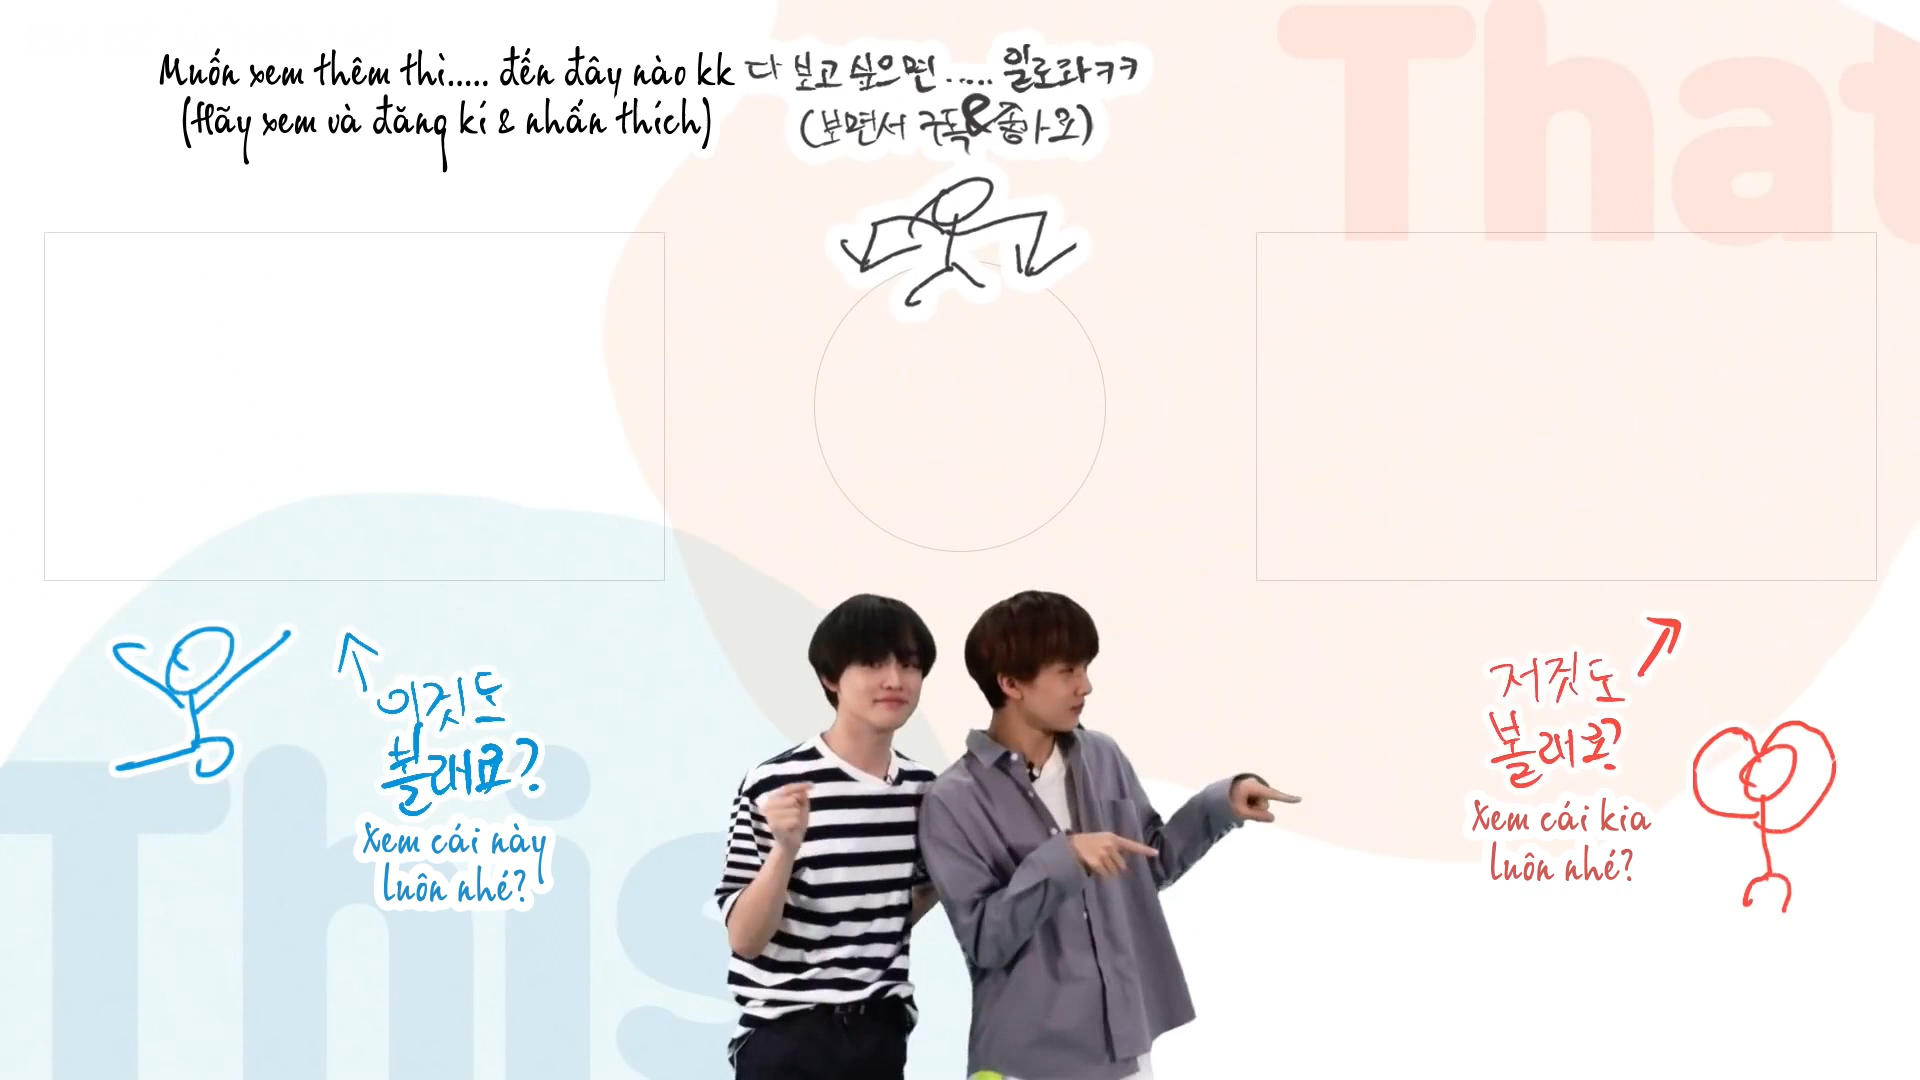 Muốn xem thêm thì..... đến đây nào kk
(Hãy xem và đăng kí & nhấn thích)
다 보고 싶으면 .....일로와ㅋㅋ
(보면서 구독&좋아요)
That
이것도
볼래요?
Xem cái này
luôn nhé?
저것도
볼래요?
Xem cái kia
luôn nhé?
This